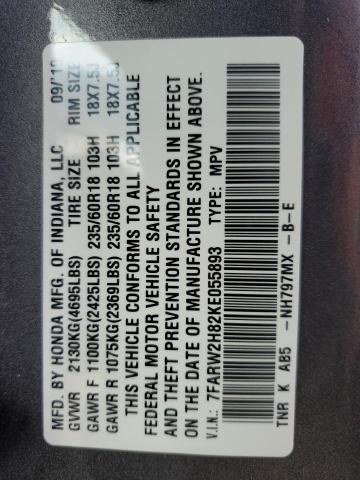 MFD. BY HONDA MFG. OF INDIANA, LLC 09/'19
GVWR 2130KG(4695LBS) TIRE SIZE RIM SIZE
GAWR F 1100KG(2425LBS) 235/60R18 103H 18X7.5J
GAWR R 1075KG(2369LBS) 235/60R18 103H 18X7.5J
THIS VEHICLE CONFORMS TO ALL APPLICABLE
FEDERAL MOTOR VEHICLE SAFETY
AND THEFT PREVENTION STANDARDS IN EFFECT
ON THE DATE OF MANUFACTURE SHOWN ABOVE.
V.I.N.: 7FARW2H82KE055893 TYPE: MPV
TNR K AB5 -NH797MX -B-E